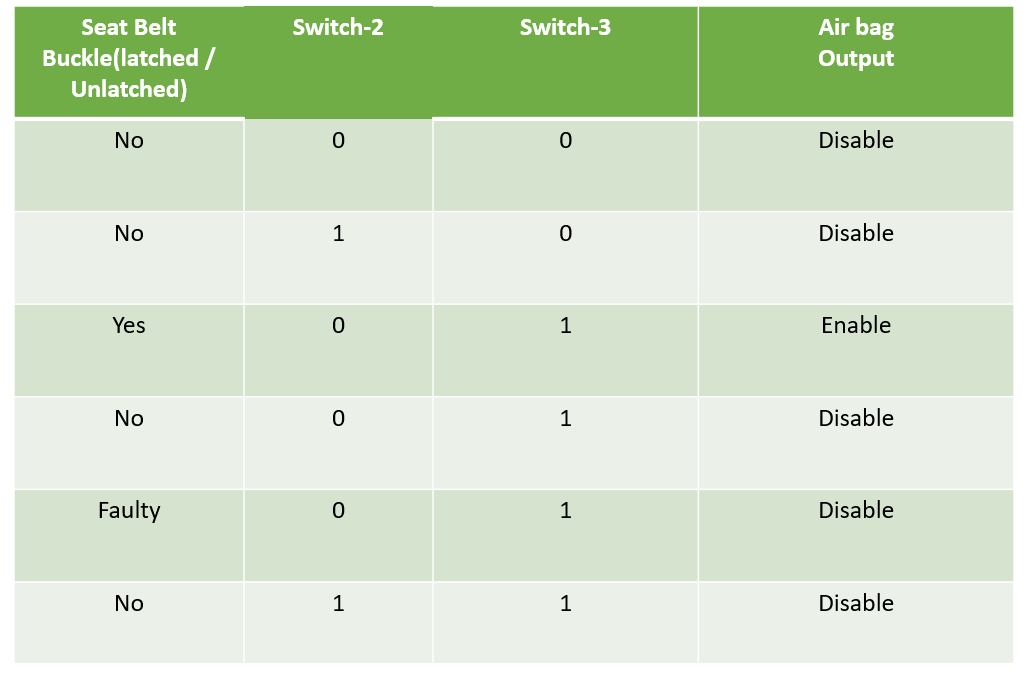 Seat Belt Buckle(latched / Unlatched) Switch-2 Switch-3 Air bag Output
No 0 0 Disable
No 1 0 Disable
Yes 0 1 Enable
No 0 1 Disable
Faulty 0 1 Disable
No 1 1 Disable